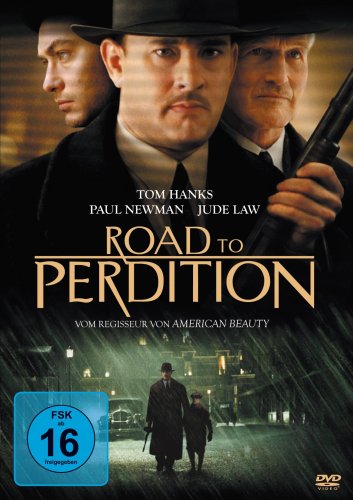 TOM HANKS
PAUL NEWMAN JUDE LAW
ROAD TO
PERDITION
VOM REGISSEUR VON AMERICAN BEAUTY
FSK
ab
16
freigegeben
DVD
VIDEO